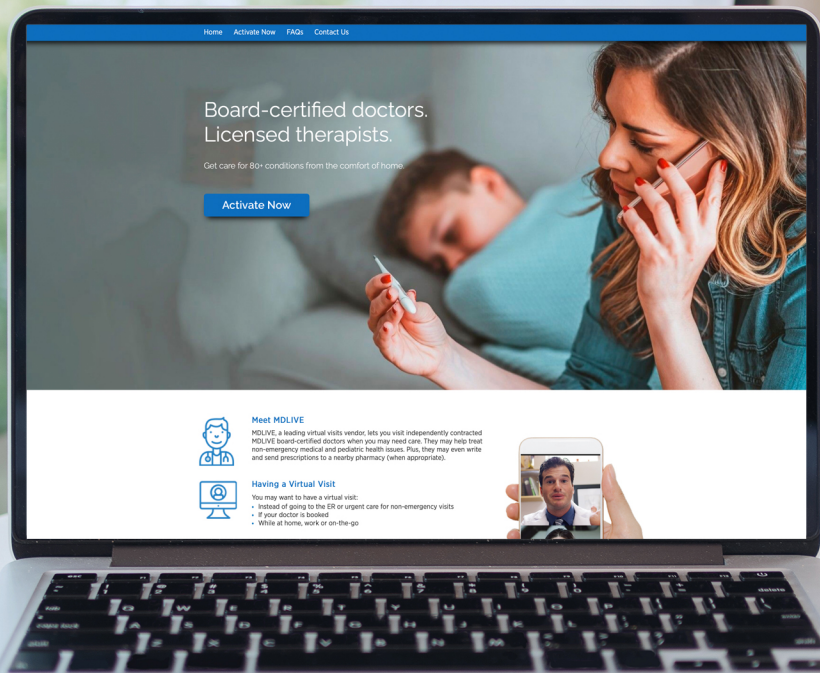 Home Activate Now FAQs Contact Us
Board-certified doctors.
Licensed therapists.
Get care for 80+ conditions from the comfort of home.
Activate Now
Meet MDLIVE
MDLIVE, a leading virtual visits vendor, lets you visit independently contracted
MDLIVE board-certified doctors when you may need care. They may help treat
non-emergency medical and pediatric health issues. Plus, they may even write
and send prescriptions to a nearby pharmacy (when appropriate).
Having a Virtual Visit
You may want to have a virtual visit:
• Instead of going to the ER or urgent care for non-emergency visits
• If your doctor is booked
• While at home, work or on-the-go
esc
delete